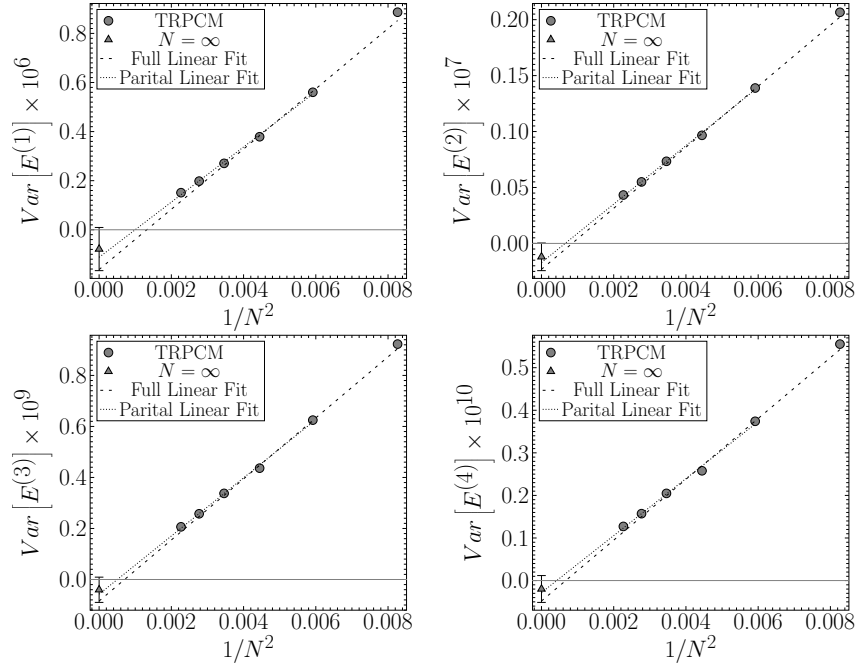 TRPCM
N = ∞
Full Linear Fit
Parital Linear Fit
0.8
0.6
0.4
0.2
0.0
Var [E^(1)] × 10^6
0.000 0.002 0.004 0.006 0.008
1/N^2
TRPCM
N = ∞
Full Linear Fit
Parital Linear Fit
0.20
0.15
0.10
0.05
0.00
Var [E^(2)] × 10^7
0.000 0.002 0.004 0.006 0.008
1/N^2
TRPCM
N = ∞
Full Linear Fit
Parital Linear Fit
0.8
0.6
0.4
0.2
0.0
Var [E^(3)] × 10^9
0.000 0.002 0.004 0.006 0.008
1/N^2
TRPCM
N = ∞
Full Linear Fit
Parital Linear Fit
0.5
0.4
0.3
0.2
0.1
0.0
Var [E^(4)] × 10^10
0.000 0.002 0.004 0.006 0.008
1/N^2